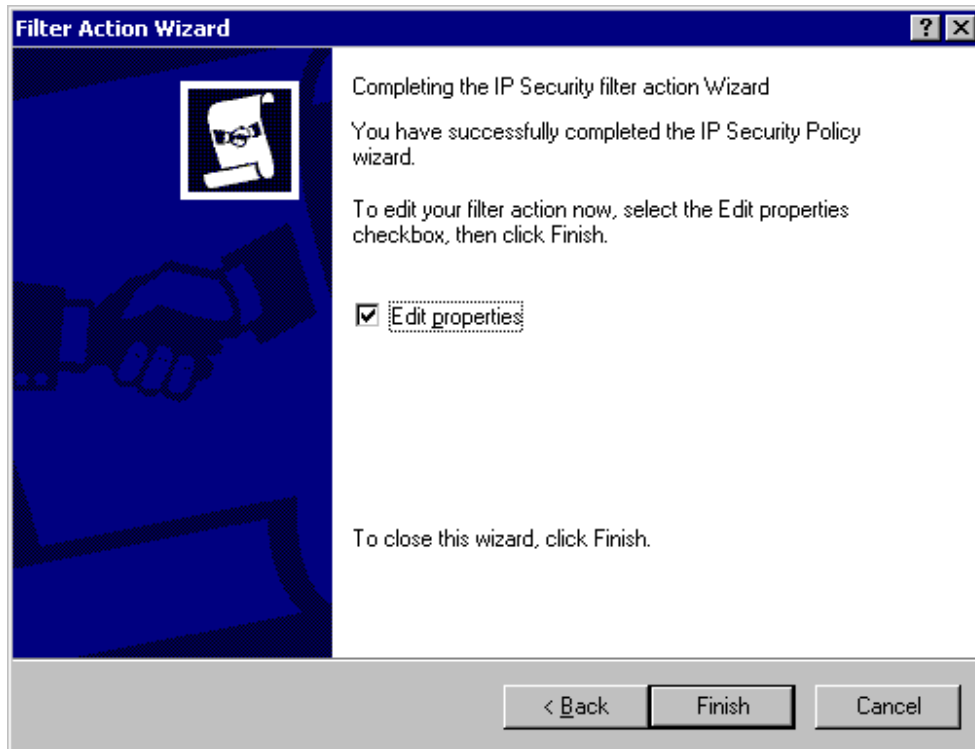 Filter Action Wizard
Completing the IP Security filter action Wizard
You have successfully completed the IP Security Policy
wizard.
To edit your filter action now, select the Edit properties
checkbox, then click Finish.
Edit properties
To close this wizard, click Finish.
< Back Finish Cancel